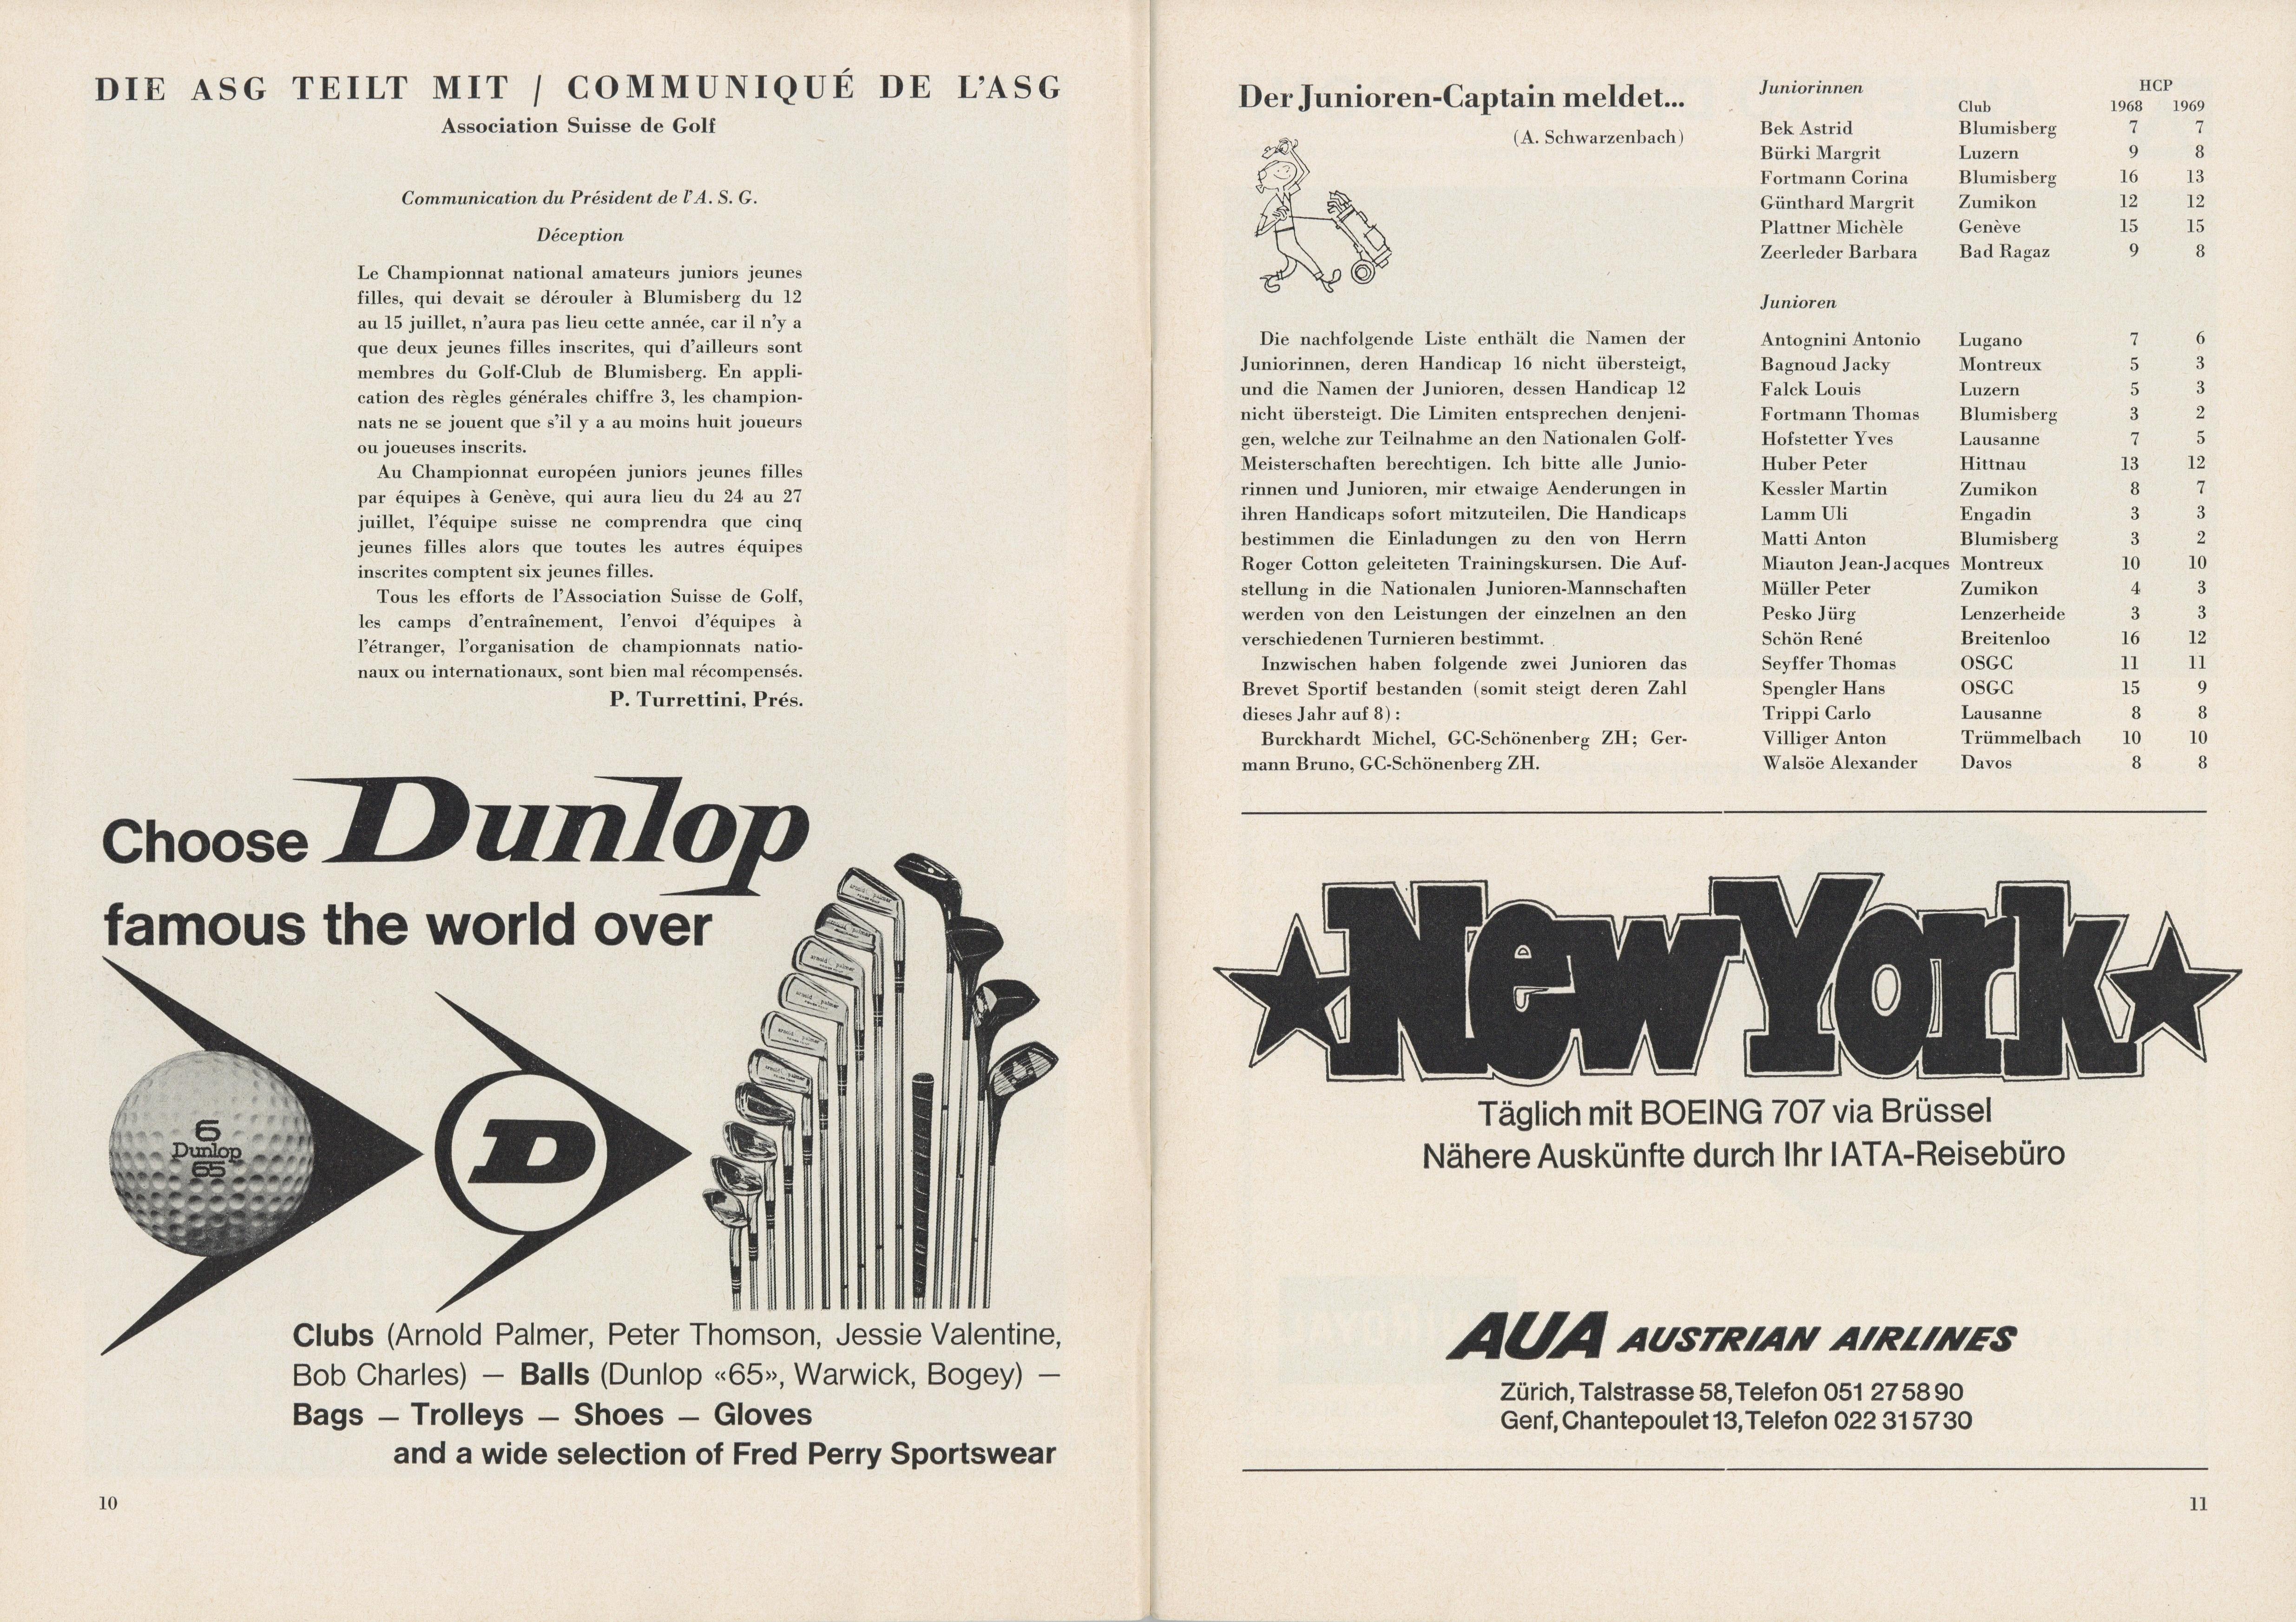 DIE ASG TEILT MIT / COMMUNIQUÉ DE L'ASG
Association Suisse de Golf
Communication du Président de l'A. S. G.
Déception
Le Championnat national amateurs juniors jeunes
filles, qui devait se dérouler à Blumisberg du 12
au 15 juillet, n'aura pas lieu cette année, car il n'y a
que deux jeunes filles inscrites, qui d'ailleurs sont
membres du Golf-Club de Blumisberg. En appli-
cation des règles générales chiffre 3, les champion-
nats ne se jouent que s'il y a au moins huit joueurs
ou joueuses inscrits.
Au Championnat européen juniors jeunes filles
par équipes à Genève, qui aura lieu du 24 au 27
juillet, l'équipe suisse ne comprendra que cinq
jeunes filles alors que toutes les autres équipes
inscrites comptent six jeunes filles.
Tous les efforts de l'Association Suisse de Golf,
les camps d'entraînement, l'envoi d'équipes à
l'étranger, l'organisation de championnats natio-
naux ou internationaux, sont bien mal récompensés.
P. Turrettini, Prés.
Choose Dunlop
famous the world over
6
Dunlop
65
D
arnold palmer
arnold palmer
arnold palmer
arnold palmer
arnold palmer
arnold palmer
Clubs (Arnold Palmer, Peter Thomson, Jessie Valentine,
Bob Charles) — Balls (Dunlop «65», Warwick, Bogey) —
Bags — Trolleys — Shoes — Gloves
and a wide selection of Fred Perry Sportswear
10
Der Junioren-Captain meldet...
(A. Schwarzenbach)
Die nachfolgende Liste enthält die Namen der
Juniorinnen, deren Handicap 16 nicht übersteigt,
und die Namen der Junioren, dessen Handicap 12
nicht übersteigt. Die Limiten entsprechen denjeni-
gen, welche zur Teilnahme an den Nationalen Golf-
Meisterschaften berechtigen. Ich bitte alle Junio-
rinnen und Junioren, mir etwaige Aenderungen in
ihren Handicaps sofort mitzuteilen. Die Handicaps
bestimmen die Einladungen zu den von Herrn
Roger Cotton geleiteten Trainingskursen. Die Auf-
stellung in die Nationalen Junioren-Mannschaften
werden von den Leistungen der einzelnen an den
verschiedenen Turnieren bestimmt.
Inzwischen haben folgende zwei Junioren das
Brevet Sportif bestanden (somit steigt deren Zahl
dieses Jahr auf 8):
Burckhardt Michel, GC-Schönenberg ZH; Ger-
mann Bruno, GC-Schönenberg ZH.
Juniorinnen HCP
Club 1968 1969
Bek Astrid Blumisberg 7 7
Bürki Margrit Luzern 9 8
Fortmann Corina Blumisberg 16 13
Günthard Margrit Zumikon 12 12
Plattner Michèle Genève 15 15
Zeerleder Barbara Bad Ragaz 9 8
Junioren
Antognini Antonio Lugano 7 6
Bagnoud Jacky Montreux 5 3
Falck Louis Luzern 5 3
Fortmann Thomas Blumisberg 3 2
Hofstetter Yves Lausanne 7 5
Huber Peter Hittnau 13 12
Kessler Martin Zumikon 8 7
Lamm Uli Engadin 3 3
Matti Anton Blumisberg 3 2
Miauton Jean-Jacques Montreux 10 10
Müller Peter Zumikon 4 3
Pesko Jürg Lenzerheide 3 3
Schön René Breitenloo 16 12
Seyffer Thomas OSGC 11 11
Spengler Hans OSGC 15 9
Trippi Carlo Lausanne 8 8
Villiger Anton Trümmelbach 10 10
Walsöe Alexander Davos 8 8
New York
Täglich mit BOEING 707 via Brüssel
Nähere Auskünfte durch Ihr IATA-Reisebüro
AUA AUSTRIAN AIRLINES
Zürich, Talstrasse 58, Telefon 051 27 58 90
Genf, Chantepoulet 13, Telefon 022 31 57 30
11